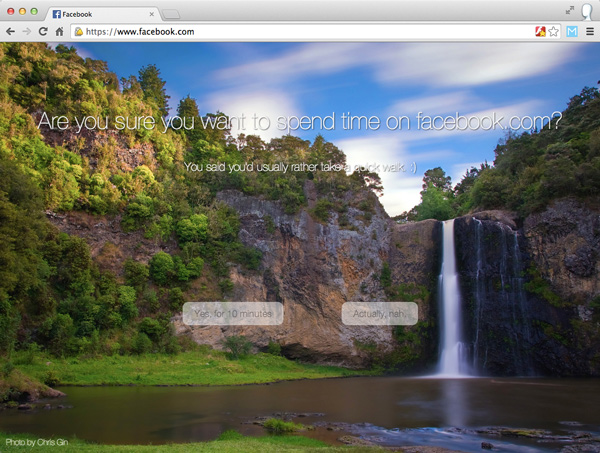 Facebook
https://www.facebook.com
Are you sure you want to spend time on facebook.com?
You said you'd usually rather take a quick walk. :)
Yes, for 10 minutes
Actually, nah.
Photo by Chris Gin